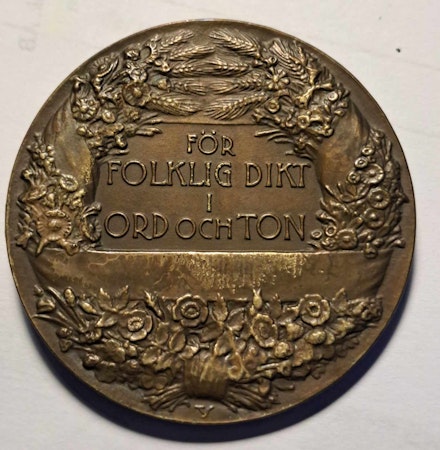 FÖR
FOLKLIG DIKT
I
ORD OCH TON